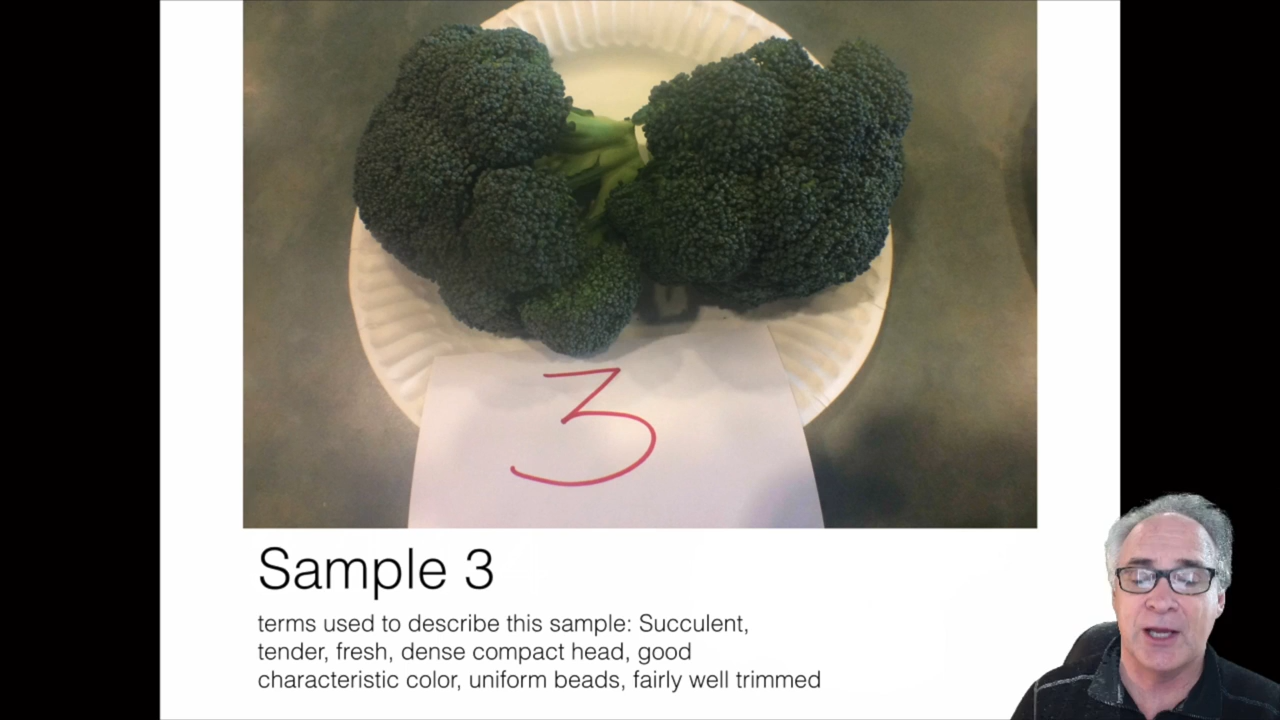 3
Sample 3
terms used to describe this sample: Succulent,
tender, fresh, dense compact head, good
characteristic color, uniform beads, fairly well trimmed